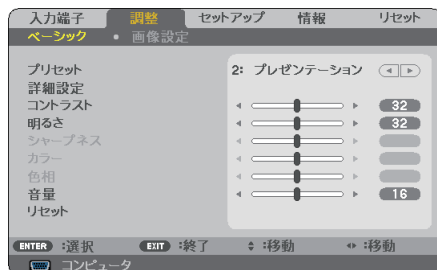 入力端子 調整 セットアップ 情報 リセット
ベーシック • 画像設定
プリセット 2: プレゼンテーション
詳細設定
コントラスト 32
明るさ 32
シャープネス
カラー
色相
音量 16
リセット
ENTER :選択 EXIT :終了 :移動 :移動
コンピュータ